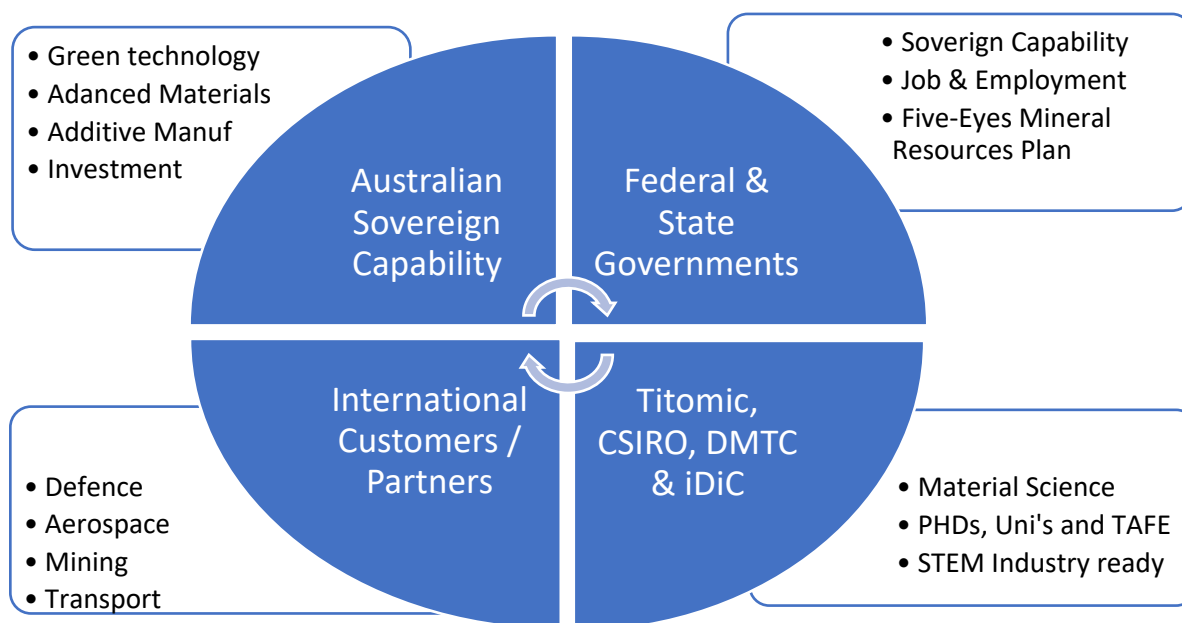 • Green technology
• Adanced Materials
• Additive Manuf
• Investment
• Soverign Capability
• Job & Employment
• Five-Eyes Mineral
Resources Plan
Australian
Sovereign
Capability
Federal &
State
Governments
International
Customers /
Partners
Titomic,
CSIRO, DMTC
& iDiC
• Defence
• Aerospace
• Mining
• Transport
• Material Science
• PHDs, Uni's and TAFE
• STEM Industry ready